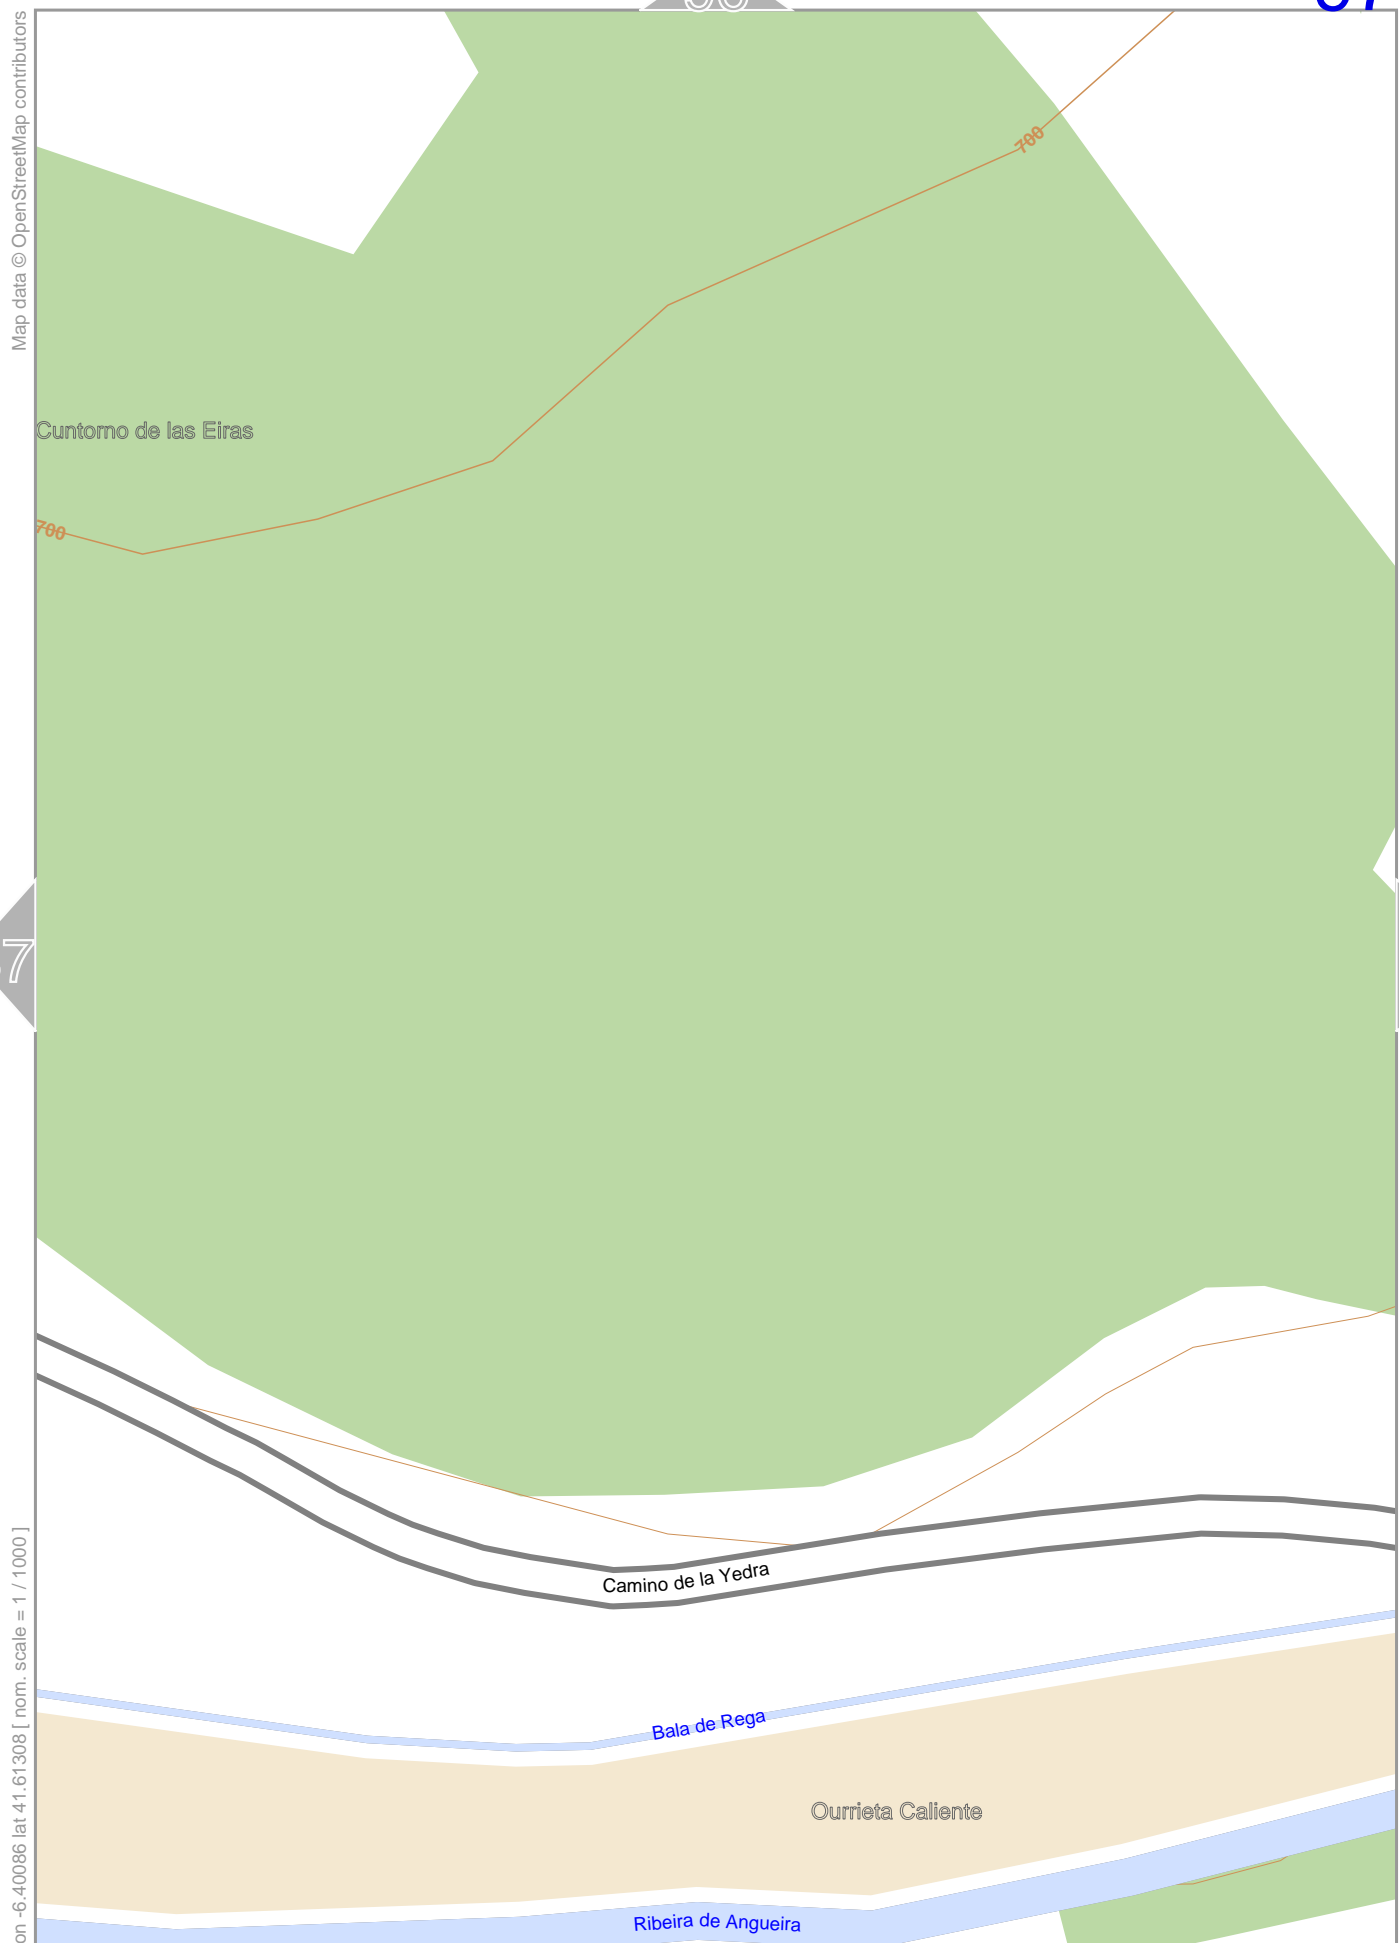 Map data © OpenStreetMap contributors
700
Cuntorno de las Eiras
700
7
Camino de la Yedra
Bala de Rega
Ourrieta Caliente
Ribeira de Angueira
on -6.40086 lat 41.61308 [ nom. scale = 1 / 1000 ]